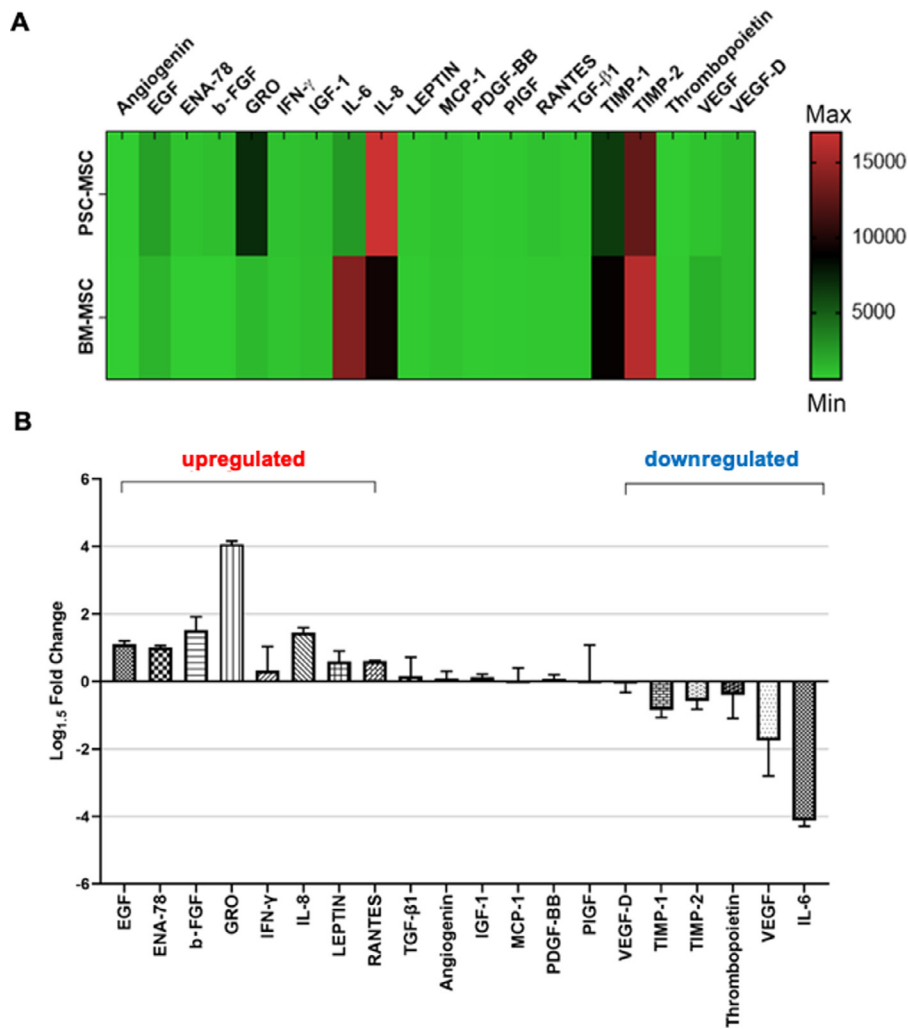 A
Angiogenin
EGF
ENA-78
b-FGF
GRO
IFN-γ
IGF-1
IL-6
IL-8
LEPTIN
MCP-1
PDGF-BB
PIGF
RANTES
TGF-β1
TIMP-1
TIMP-2
Thrombopoietin
VEGF
VEGF-D
PSC-MSC
BM-MSC
Max
15000
10000
5000
Min
B
upregulated
downregulated
Log1.5 Fold Change
6
4
2
0
-2
-4
-6
EGF
ENA-78
b-FGF
GRO
IFN-γ
IL-8
LEPTIN
RANTES
TGF-β1
Angiogenin
IGF-1
MCP-1
PDGF-BB
PIGF
VEGF-D
TIMP-1
TIMP-2
Thrombopoietin
VEGF
IL-6